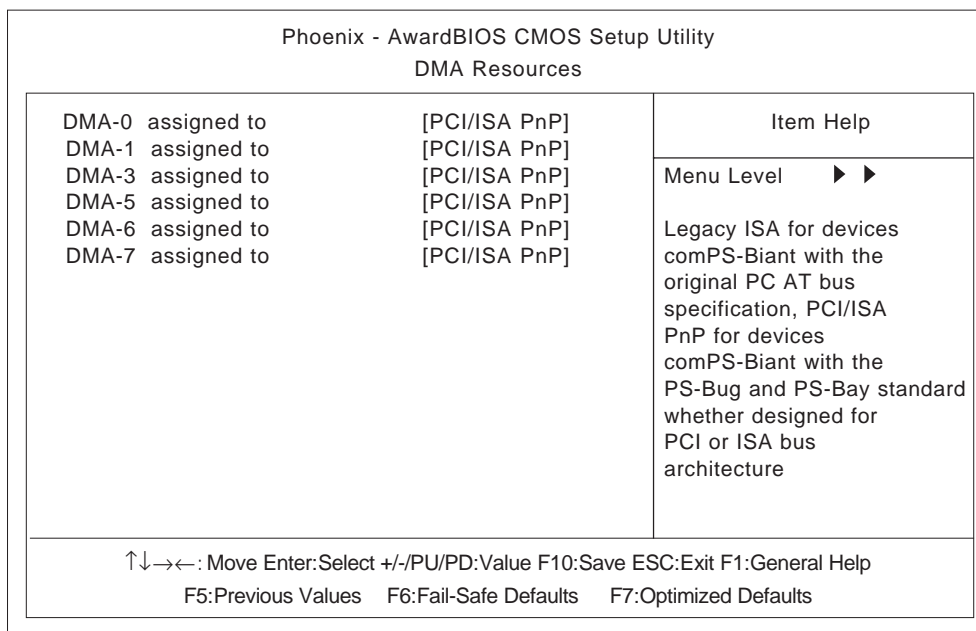 Phoenix - AwardBIOS CMOS Setup Utility
DMA Resources
DMA-0 assigned to [PCI/ISA PnP]
DMA-1 assigned to [PCI/ISA PnP]
DMA-3 assigned to [PCI/ISA PnP]
DMA-5 assigned to [PCI/ISA PnP]
DMA-6 assigned to [PCI/ISA PnP]
DMA-7 assigned to [PCI/ISA PnP]
Item Help
Menu Level ▶ ▶
Legacy ISA for devices
comPS-Biant with the
original PC AT bus
specification, PCI/ISA
PnP for devices
comPS-Biant with the
PS-Bug and PS-Bay standard
whether designed for
PCI or ISA bus
architecture
↑↓→←: Move Enter:Select +/-/PU/PD:Value F10:Save ESC:Exit F1:General Help
F5:Previous Values F6:Fail-Safe Defaults F7:Optimized Defaults